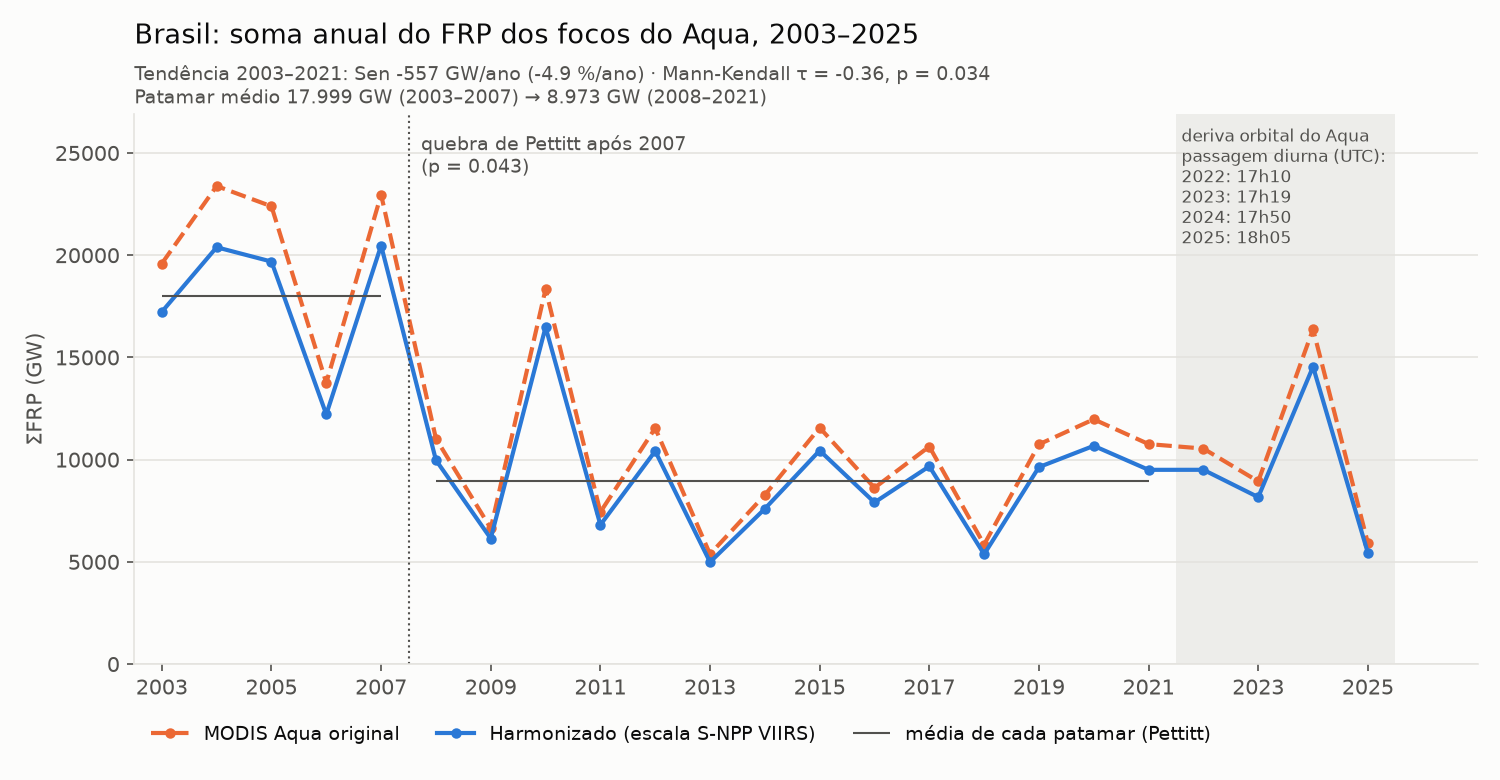 Brasil: soma anual do FRP dos focos do Aqua, 2003–2025
Tendência 2003–2021: Sen -557 GW/ano (-4.9 %/ano) · Mann-Kendall τ = -0.36, p = 0.034
Patamar médio 17.999 GW (2003–2007) → 8.973 GW (2008–2021)
quebra de Pettitt após 2007
(p = 0.043)
deriva orbital do Aqua
passagem diurna (UTC):
2022: 17h10
2023: 17h19
2024: 17h50
2025: 18h05
ΣFRP (GW)
25000
20000
15000
10000
5000
0
2003 2005 2007 2009 2011 2013 2015 2017 2019 2021 2023 2025
MODIS Aqua original Harmonizado (escala S-NPP VIIRS) média de cada patamar (Pettitt)